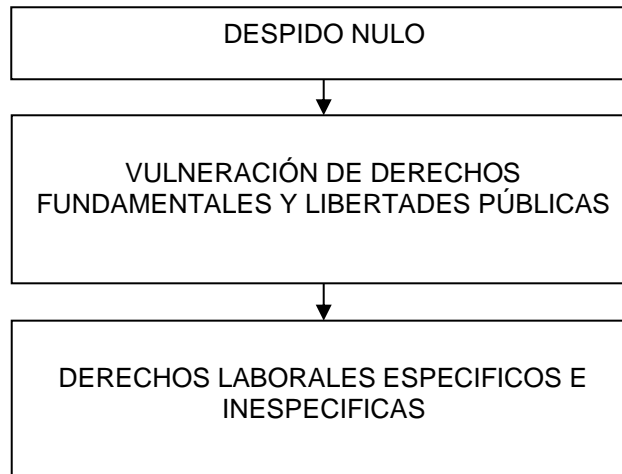 DESPIDO NULO
VULNERACIÓN DE DERECHOS
FUNDAMENTALES Y LIBERTADES PÚBLICAS
DERECHOS LABORALES ESPECIFICOS E
INESPECIFICAS